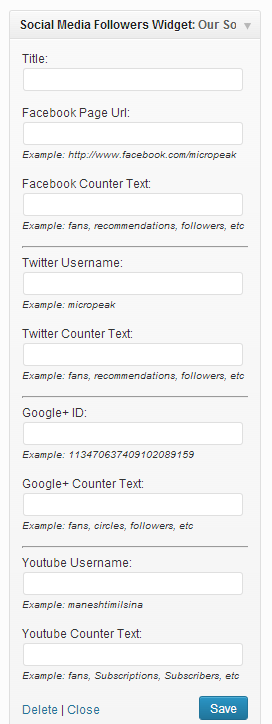 Social Media Followers Widget: Our So
Title:
Facebook Page Url:
Example: http://www.facebook.com/micropeak
Facebook Counter Text:
Example: fans, recommendations, followers, etc
Twitter Username:
Example: micropeak
Twitter Counter Text:
Example: fans, recommendations, followers, etc
Google+ ID:
Example: 113470637409102089159
Google+ Counter Text:
Example: fans, circles, followers, etc
Youtube Username:
Example: maneshtimilsina
Youtube Counter Text:
Example: fans, Subscriptions, Subscribers, etc
Delete | Close Save